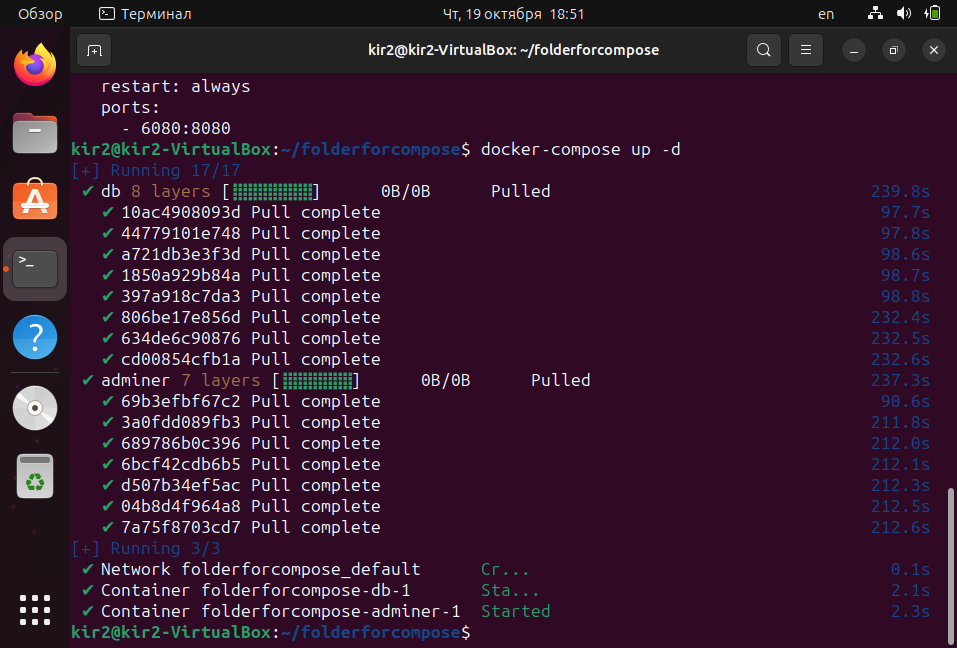 Обзор Терминал Чт, 19 октября 18:51 en
kir2@kir2-VirtualBox: ~/folderforcompose
restart: always
ports:
- 6080:8080
kir2@kir2-VirtualBox:~/folderforcompose$ docker-compose up -d
[+] Running 17/17
✔ db 8 layers [⣿⣿⣿⣿⣿⣿⣿⣿] 0B/0B Pulled 239.8s
✔ 10ac4908093d Pull complete 97.7s
✔ 44779101e748 Pull complete 97.8s
✔ a721db3e3f3d Pull complete 98.6s
✔ 1850a929b84a Pull complete 98.7s
✔ 397a918c7da3 Pull complete 98.8s
✔ 806be17e856d Pull complete 232.4s
✔ 634de6c90876 Pull complete 232.5s
✔ cd00854cfb1a Pull complete 232.6s
✔ adminer 7 layers [⣿⣿⣿⣿⣿⣿⣿] 0B/0B Pulled 237.3s
✔ 69b3efbf67c2 Pull complete 90.6s
✔ 3a0fdd089fb3 Pull complete 211.8s
✔ 689786b0c396 Pull complete 212.0s
✔ 6bcf42cdb6b5 Pull complete 212.1s
✔ d507b34ef5ac Pull complete 212.3s
✔ 04b8d4f964a8 Pull complete 212.5s
✔ 7a75f8703cd7 Pull complete 212.6s
[+] Running 3/3
✔ Network folderforcompose_default Cr... 0.1s
✔ Container folderforcompose-db-1 Sta... 2.1s
✔ Container folderforcompose-adminer-1 Started 2.3s
kir2@kir2-VirtualBox:~/folderforcompose$